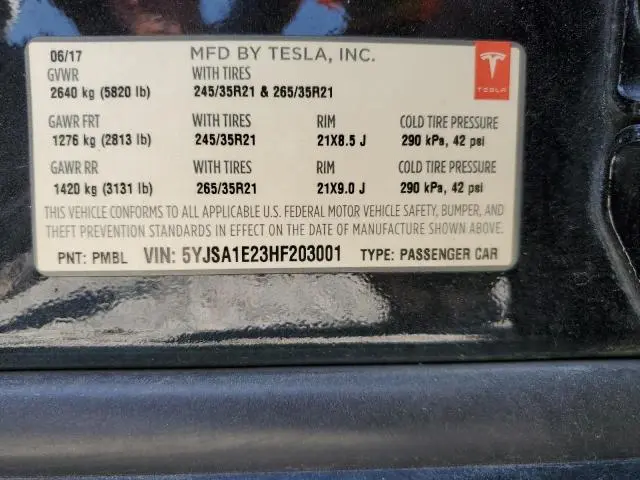 06/17 MFD BY TESLA, INC.
GVWR WITH TIRES
2640 kg (5820 lb) 245/35R21 & 265/35R21
TESLA
GAWR FRT WITH TIRES RIM COLD TIRE PRESSURE
1276 kg (2813 lb) 245/35R21 21X8.5 J 290 kPa, 42 psi
GAWR RR WITH TIRES RIM COLD TIRE PRESSURE
1420 kg (3131 lb) 265/35R21 21X9.0 J 290 kPa, 42 psi
THIS VEHICLE CONFORMS TO ALL APPLICABLE U.S. FEDERAL MOTOR VEHICLE SAFETY, BUMPER, AND
THEFT PREVENTION STANDARDS IN EFFECT ON THE DATE OF MANUFACTURE SHOWN ABOVE.
PNT: PMBL VIN: 5YJSA1E23HF203001 TYPE: PASSENGER CAR